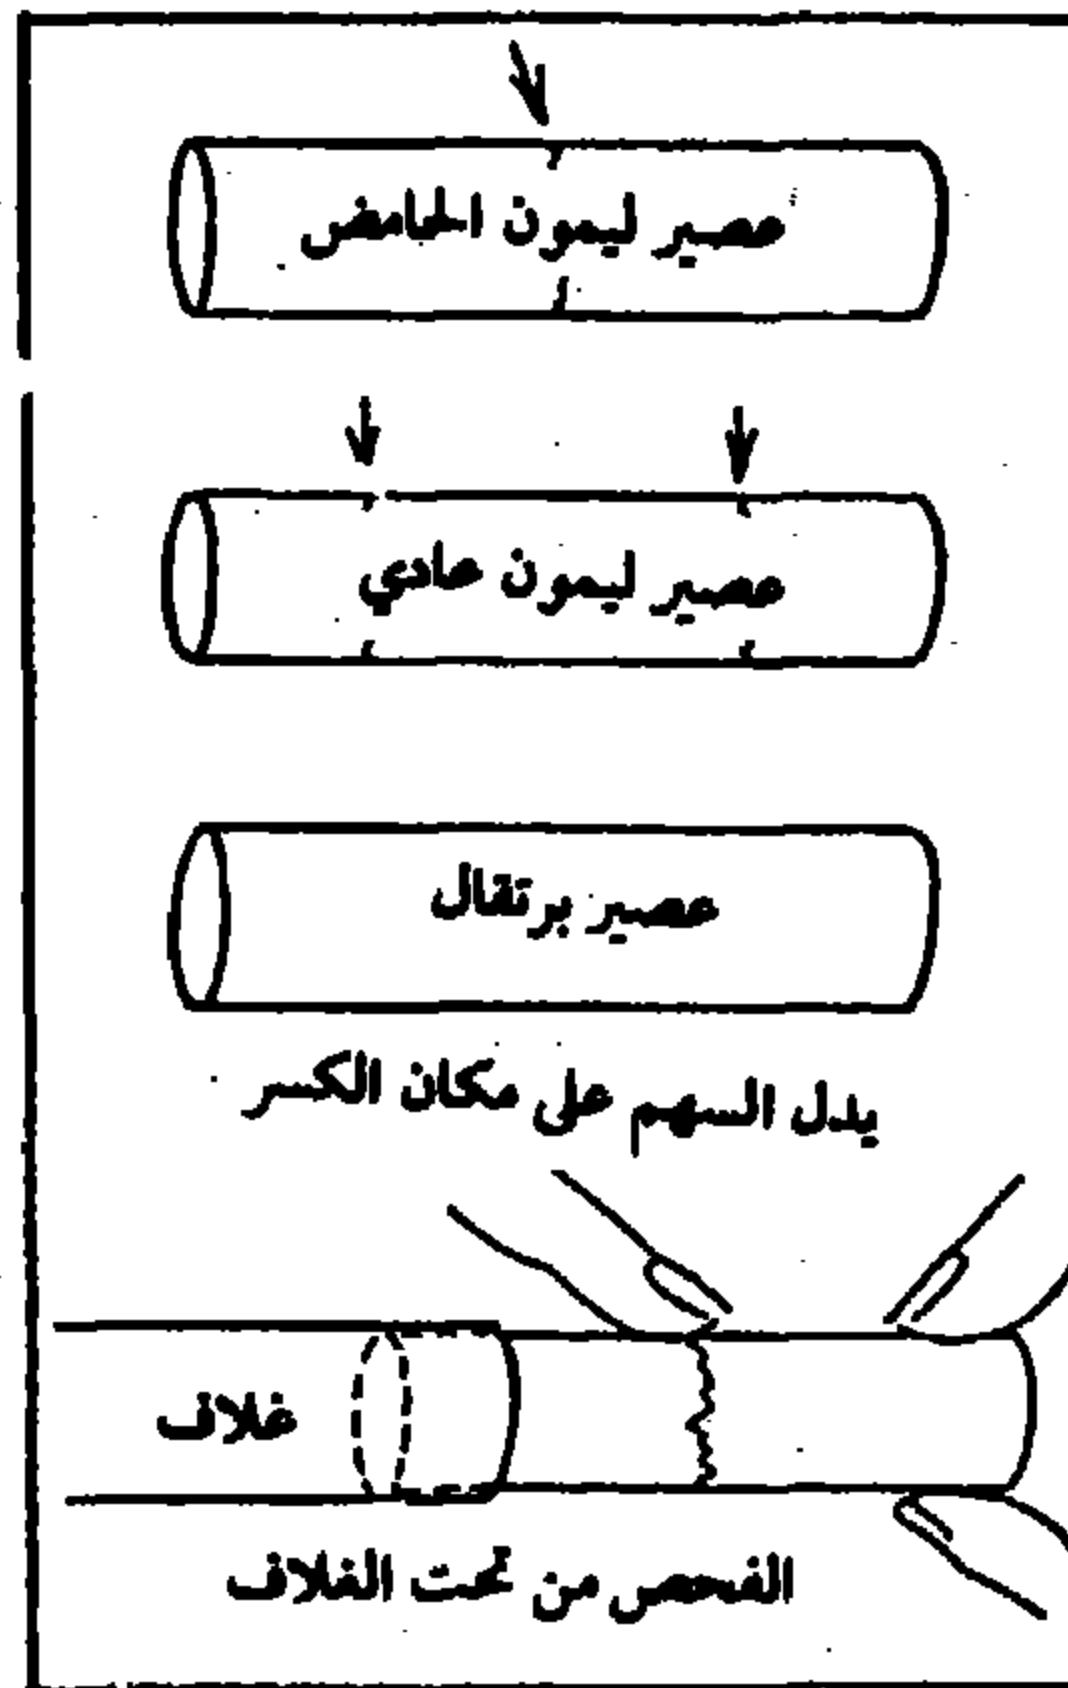 عصير ليمون الحامض
عصير ليمون عادي
عصير برتقال
يدل السهم على مكان الكسر
غلاف
الفحص من تحت الغلاف